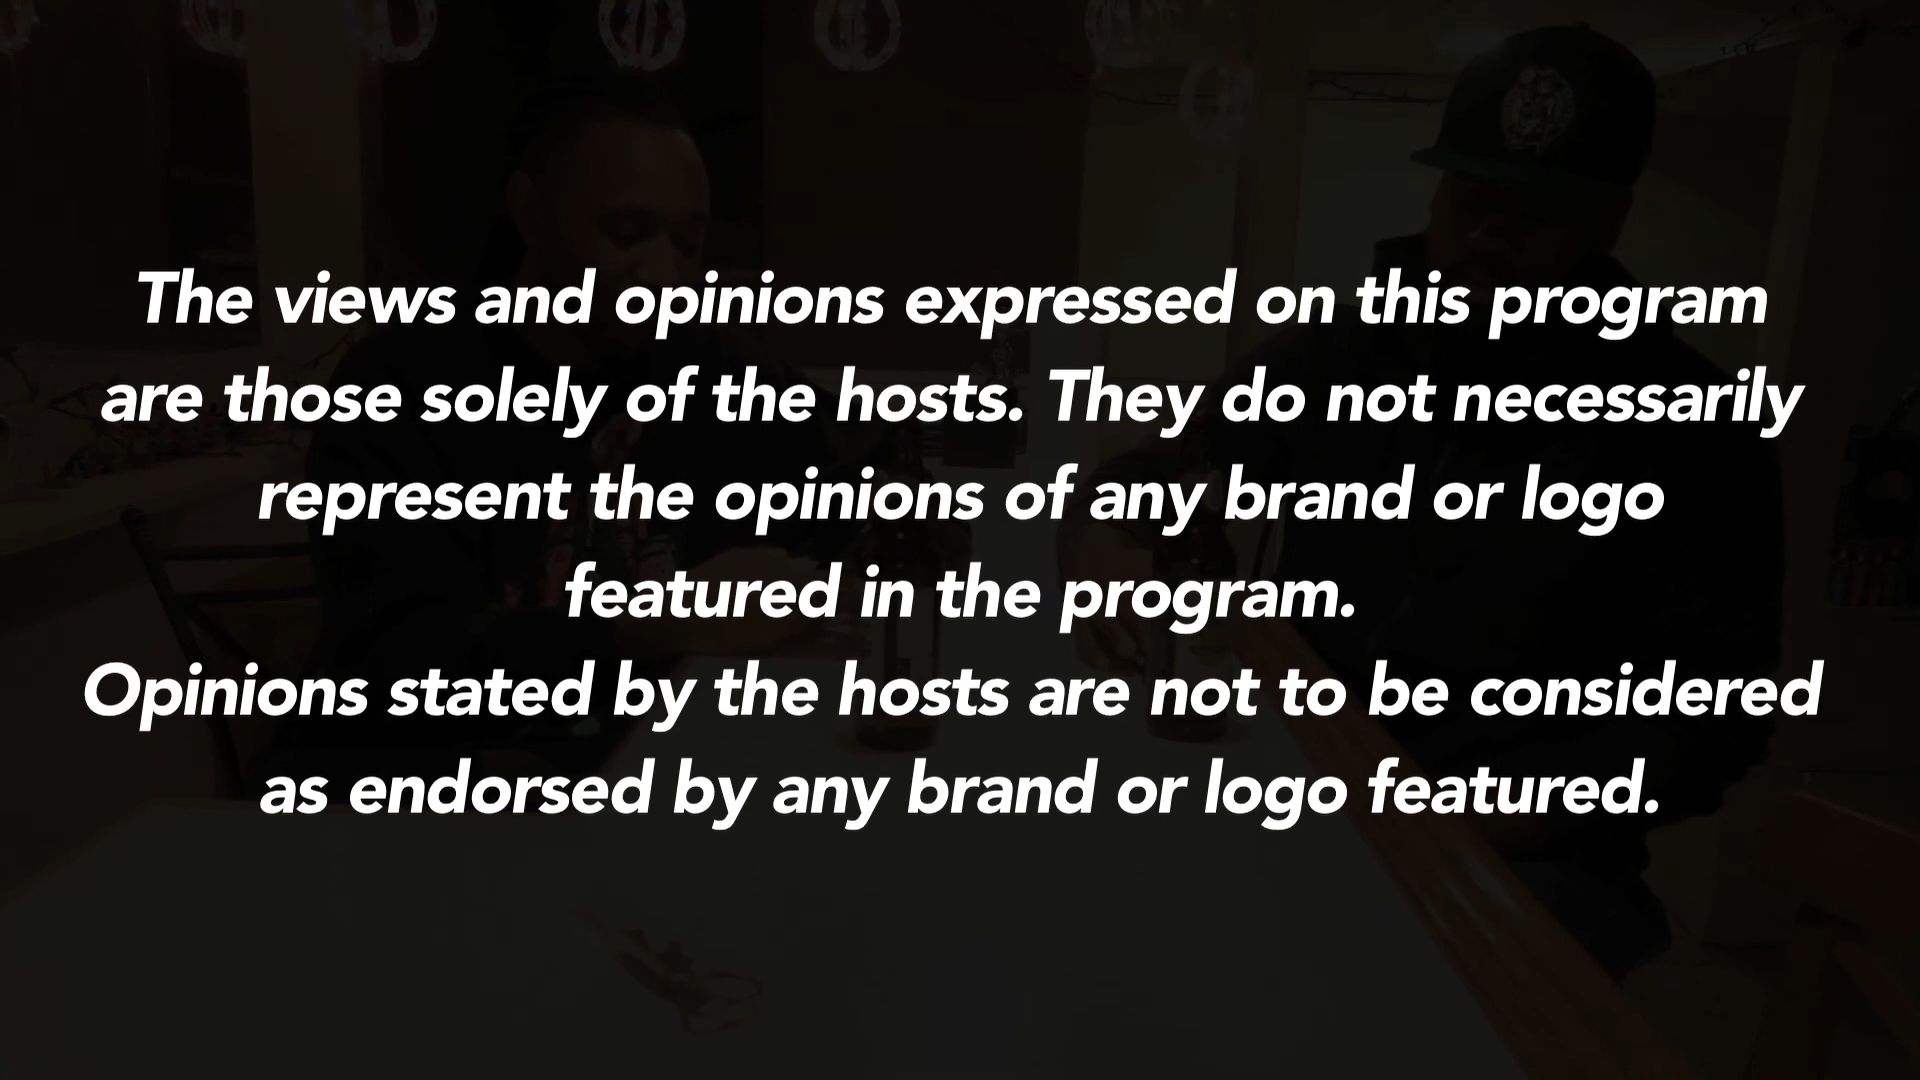 The views and opinions expressed on this program
are those solely of the hosts. They do not necessarily
represent the opinions of any brand or logo
featured in the program.
Opinions stated by the hosts are not to be considered
as endorsed by any brand or logo featured.